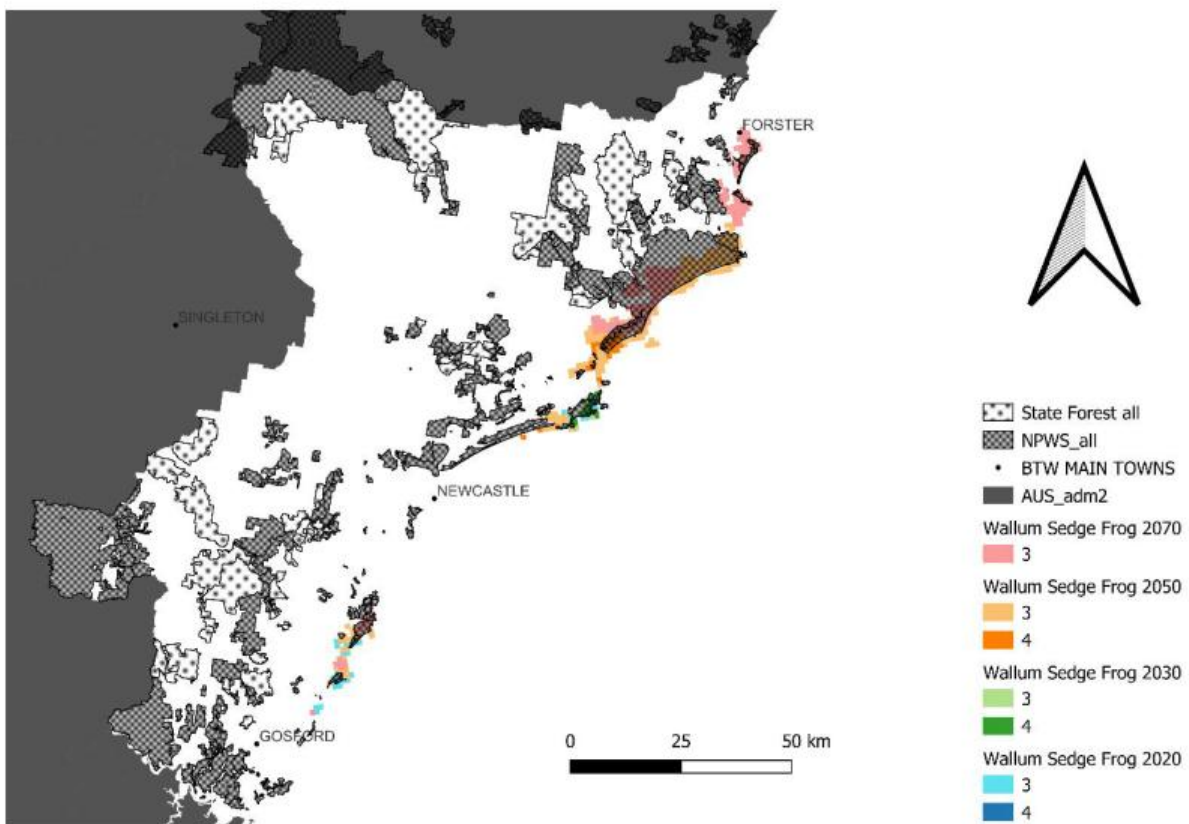 FORSTER
SINGLETON
NEWCASTLE
GOSFORD
0 25 50 km
State Forest all
NPWS_all
BTW MAIN TOWNS
AUS_adm2
Wallum Sedge Frog 2070
3
Wallum Sedge Frog 2050
3
4
Wallum Sedge Frog 2030
3
4
Wallum Sedge Frog 2020
3
4